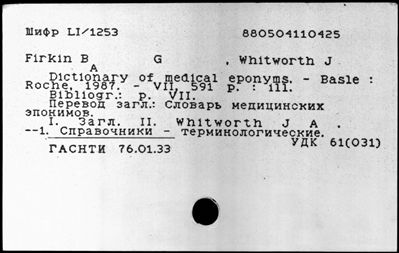 Шифр LI/1253 880504110425
Firkin B G , Whitworth J
A
Dictionary of medical eponyms. - Basle :
Roche, 1987. - VII, 591 p. : ill.
Bibliogr.: p. VII.
Перевод загл.: Словарь медицинских
эпонимов.
I. Загл. II. Whitworth J A .
--1. Справочники - терминологические.
УДК 61(031)
ГАСНТИ 76.01.33